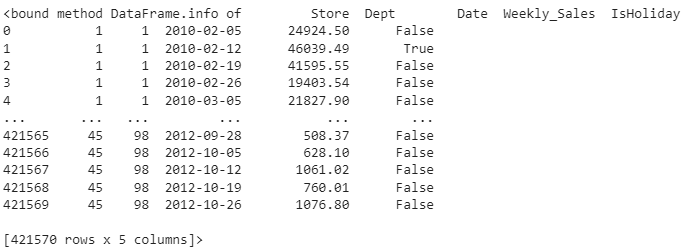 <bound method DataFrame.info of         Store  Dept        Date  Weekly_Sales  IsHoliday
0           1     1  2010-02-05      24924.50      False
1           1     1  2010-02-12      46039.49       True
2           1     1  2010-02-19      41595.55      False
3           1     1  2010-02-26      19403.54      False
4           1     1  2010-03-05      21827.90      False
...       ...   ...         ...           ...        ...
421565     45    98  2012-09-28        508.37      False
421566     45    98  2012-10-05        628.10      False
421567     45    98  2012-10-12       1061.02      False
421568     45    98  2012-10-19        760.01      False
421569     45    98  2012-10-26       1076.80      False
[421570 rows x 5 columns]>